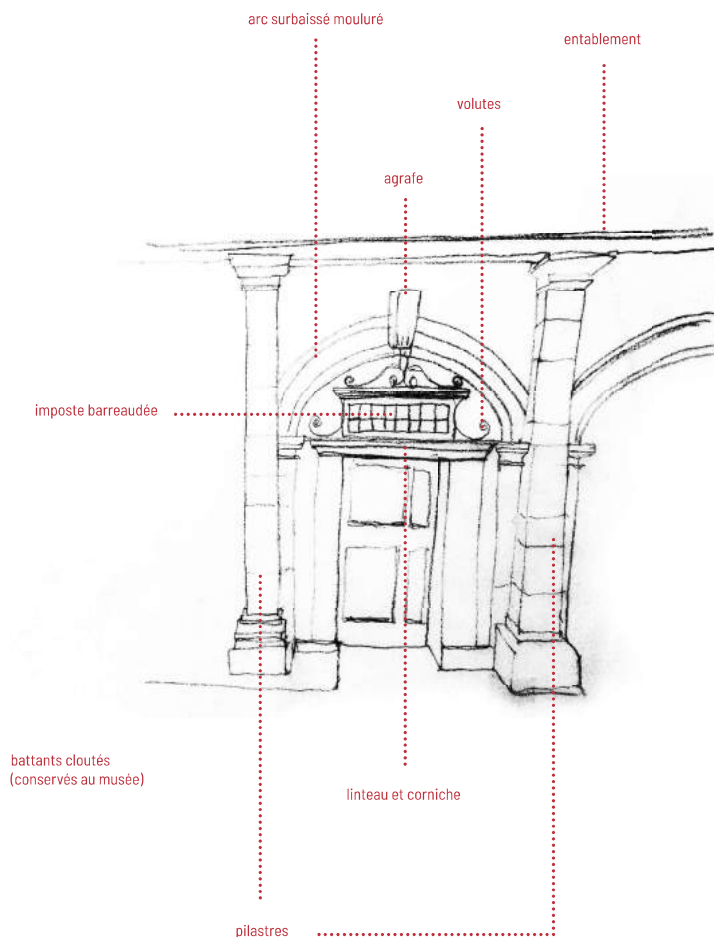 arc surbaissé mouluré
entablement
volutes
agrafe
imposte barreaudée
battants cloutés
(conservés au musée)
linteau et corniche
pilastres